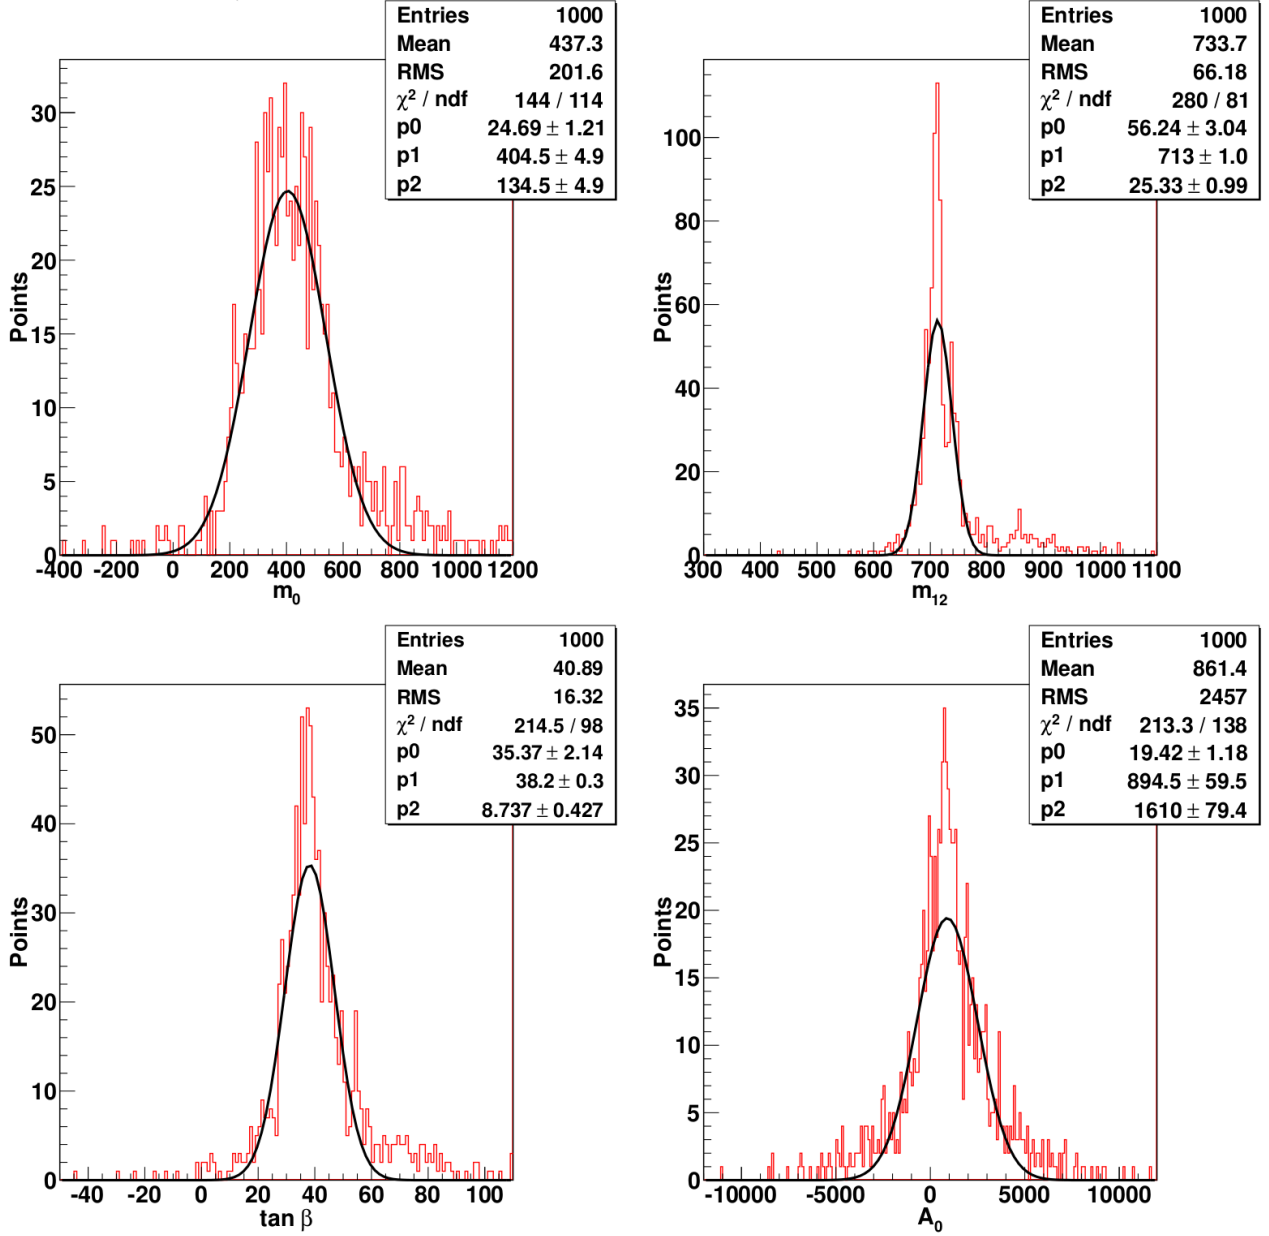 Entries 1000
Mean 437.3
RMS 201.6
χ² / ndf 144 / 114
p0 24.69 ± 1.21
p1 404.5 ± 4.9
p2 134.5 ± 4.9
Points
30
25
20
15
10
5
0
-400 -200 0 200 400 600 800 1000 1200
m₀
Entries 1000
Mean 733.7
RMS 66.18
χ² / ndf 280 / 81
p0 56.24 ± 3.04
p1 713 ± 1.0
p2 25.33 ± 0.99
Points
100
80
60
40
20
0
300 400 500 600 700 800 900 1000 1100
m₁₂
Entries 1000
Mean 40.89
RMS 16.32
χ² / ndf 214.5 / 98
p0 35.37 ± 2.14
p1 38.2 ± 0.3
p2 8.737 ± 0.427
Points
50
40
30
20
10
0
-40 -20 0 20 40 60 80 100
tan β
Entries 1000
Mean 861.4
RMS 2457
χ² / ndf 213.3 / 138
p0 19.42 ± 1.18
p1 894.5 ± 59.5
p2 1610 ± 79.4
Points
35
30
25
20
15
10
5
0
-10000 -5000 0 5000 10000
A₀